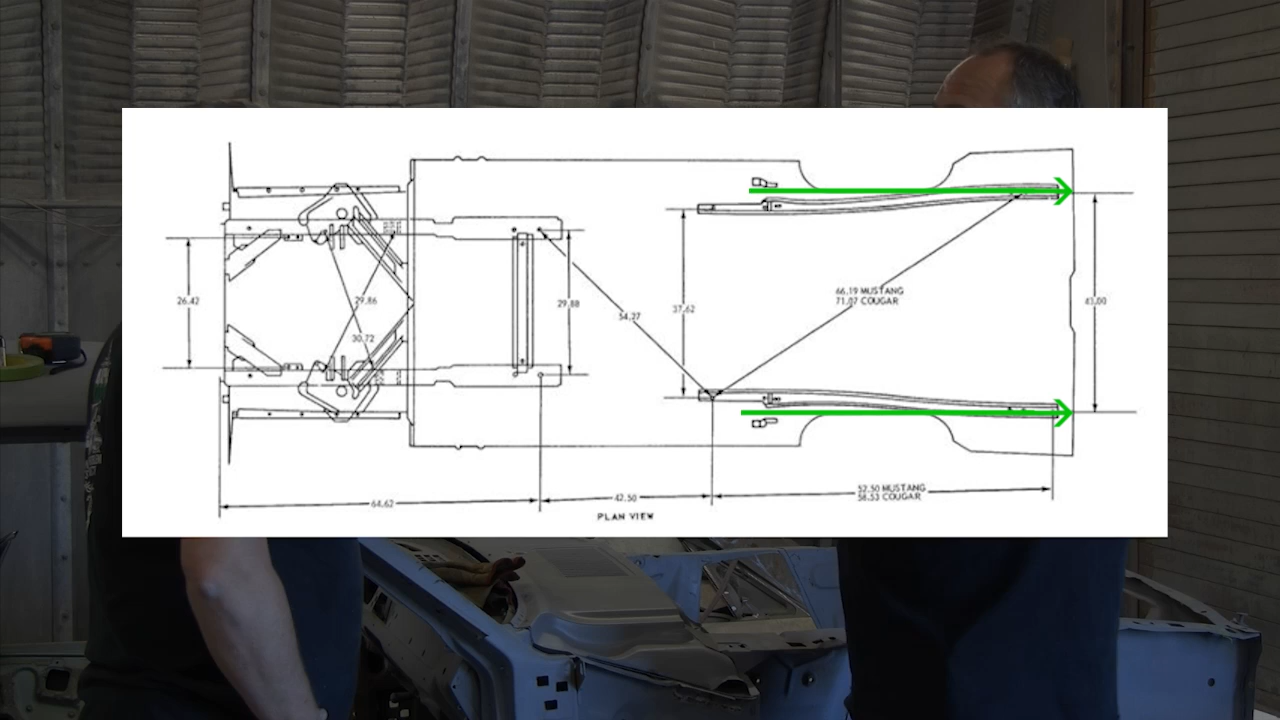 26.42
29.86
30.72
29.88
54.27
37.62
66.19 MUSTANG
71.07 COUGAR
43.00
64.62
42.50
52.50 MUSTANG
58.53 COUGAR
PLAN VIEW